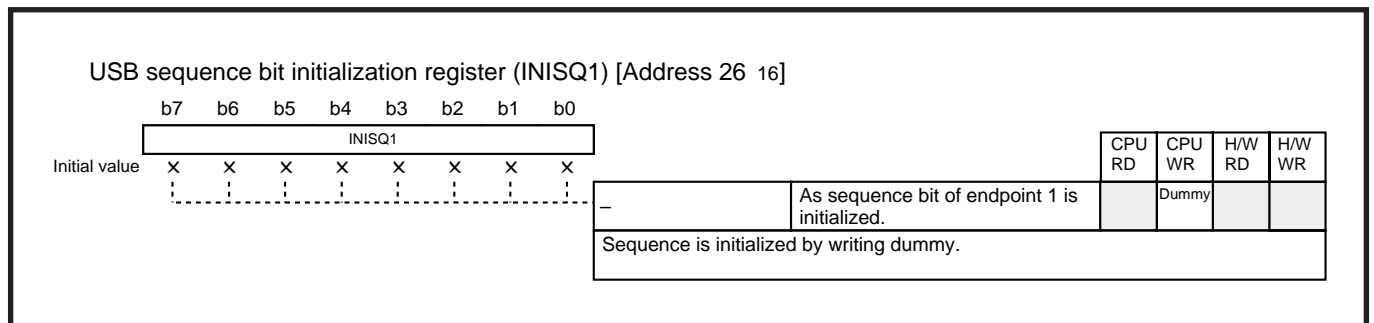 USB sequence bit initialization register (INISQ1) [Address 26 16]
b7 b6 b5 b4 b3 b2 b1 b0
INISQ1
Initial value × × × × × × × ×
CPU RD CPU WR H/W RD H/W WR
– As sequence bit of endpoint 1 is initialized. Dummy
Sequence is initialized by writing dummy.